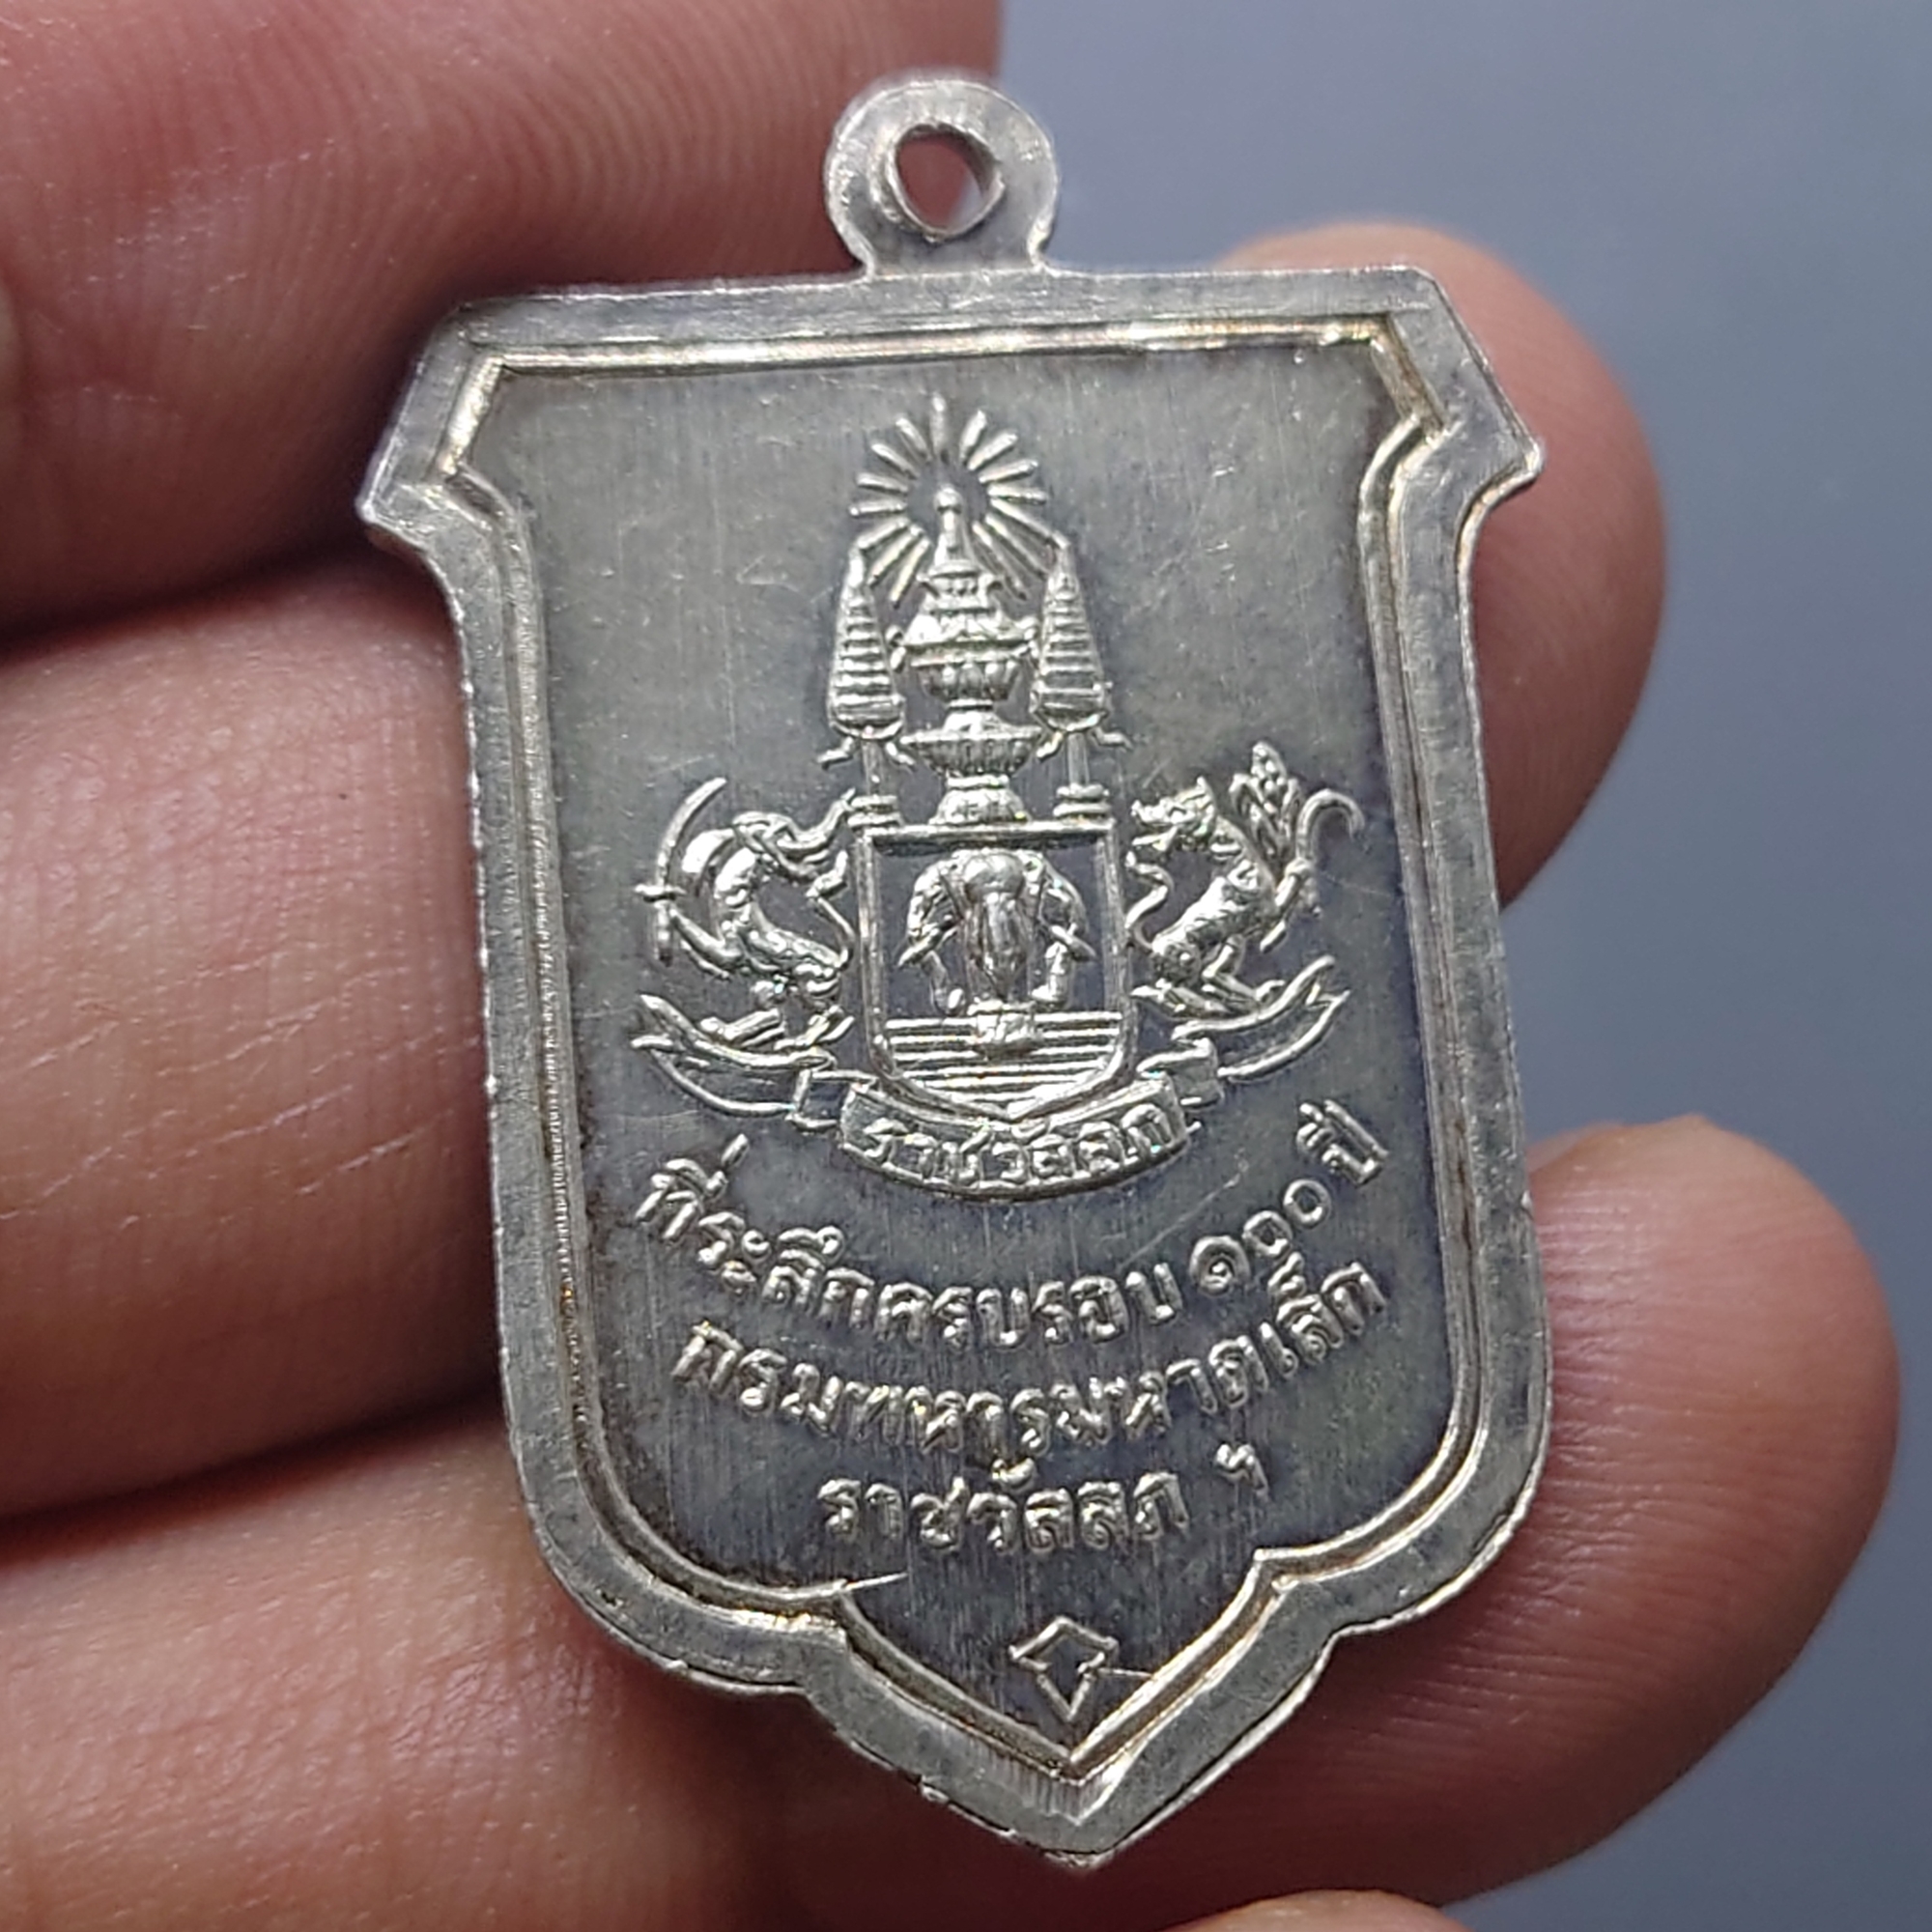 ราชวัลลภ
ที่ระลึกครบรอบ ๑๑๐ ปี
กรมทหารมหาดเล็ก
ราชวัลลภ ฯ